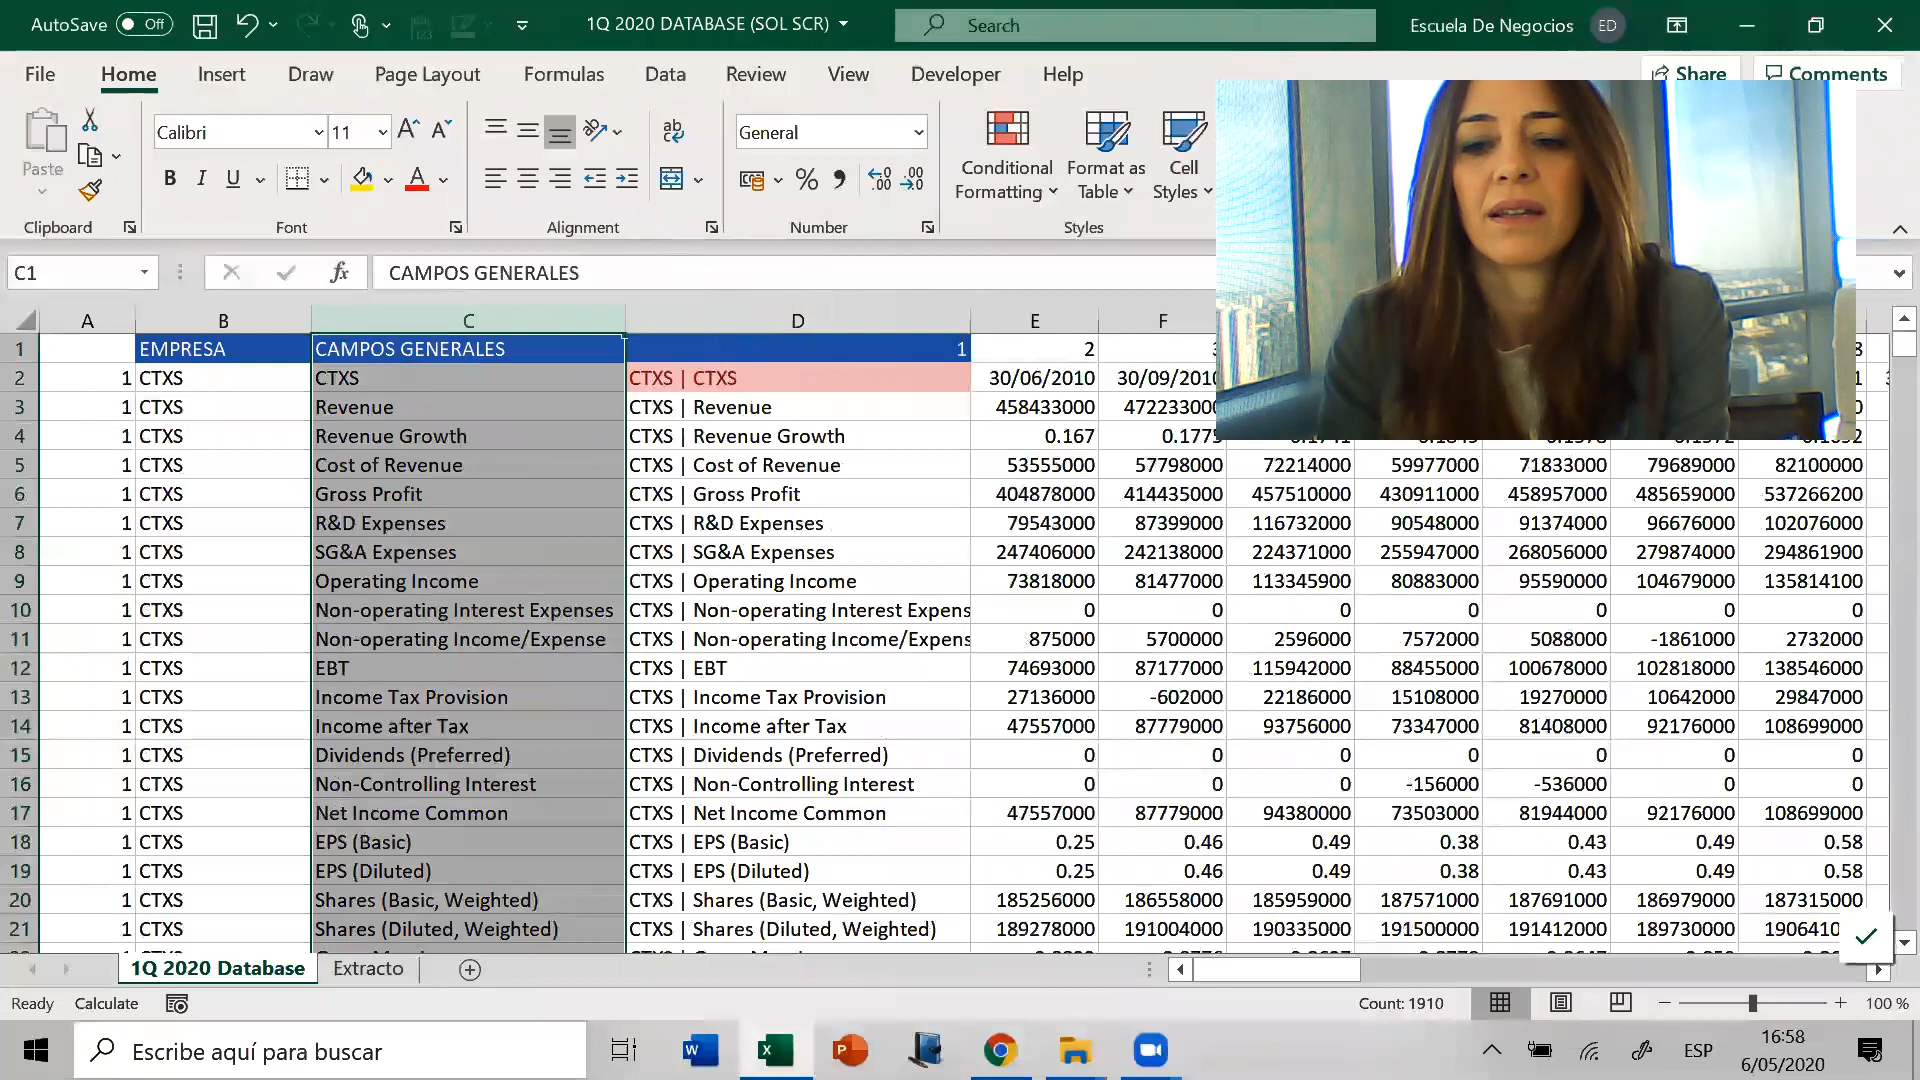 AutoSave Off 1Q 2020 DATABASE (SOL SCR) Search Escuela De Negocios ED
File Home Insert Draw Page Layout Formulas Data Review View Developer Help Share Comments
Paste Calibri 11 General Conditional Formatting Format as Table Cell Styles
Clipboard Font Alignment Number Styles
C1 fx CAMPOS GENERALES
A B C D E F
1 EMPRESA CAMPOS GENERALES 1 2
2 1 CTXS CTXS CTXS | CTXS 30/06/2010 30/09/2010
3 1 CTXS Revenue CTXS | Revenue 458433000 472233000
4 1 CTXS Revenue Growth CTXS | Revenue Growth 0.167
5 1 CTXS Cost of Revenue CTXS | Cost of Revenue 53555000 57798000 72214000 59977000 71833000 79689000 82100000
6 1 CTXS Gross Profit CTXS | Gross Profit 404878000 414435000 457510000 430911000 458957000 485659000 537266200
7 1 CTXS R&D Expenses CTXS | R&D Expenses 79543000 87399000 116732000 90548000 91374000 96676000 102076000
8 1 CTXS SG&A Expenses CTXS | SG&A Expenses 247406000 242138000 224371000 255947000 268056000 279874000 294861900
9 1 CTXS Operating Income CTXS | Operating Income 73818000 81477000 113345900 80883000 95590000 104679000 135814100
10 1 CTXS Non-operating Interest Expenses CTXS | Non-operating Interest Expens 0 0 0 0 0 0 0
11 1 CTXS Non-operating Income/Expense CTXS | Non-operating Income/Expens 875000 5700000 2596000 7572000 5088000 -1861000 2732000
12 1 CTXS EBT CTXS | EBT 74693000 87177000 115942000 88455000 100678000 102818000 138546000
13 1 CTXS Income Tax Provision CTXS | Income Tax Provision 27136000 -602000 22186000 15108000 19270000 10642000 29847000
14 1 CTXS Income after Tax CTXS | Income after Tax 47557000 87779000 93756000 73347000 81408000 92176000 108699000
15 1 CTXS Dividends (Preferred) CTXS | Dividends (Preferred) 0 0 0 0 0 0 0
16 1 CTXS Non-Controlling Interest CTXS | Non-Controlling Interest 0 0 0 -156000 -536000 0 0
17 1 CTXS Net Income Common CTXS | Net Income Common 47557000 87779000 94380000 73503000 81944000 92176000 108699000
18 1 CTXS EPS (Basic) CTXS | EPS (Basic) 0.25 0.46 0.49 0.38 0.43 0.49 0.58
19 1 CTXS EPS (Diluted) CTXS | EPS (Diluted) 0.25 0.46 0.49 0.38 0.43 0.49 0.58
20 1 CTXS Shares (Basic, Weighted) CTXS | Shares (Basic, Weighted) 185256000 186558000 185959000 187571000 187691000 186979000 187315000
21 1 CTXS Shares (Diluted, Weighted) CTXS | Shares (Diluted, Weighted) 189278000 191004000 190335000 191500000 191412000 189730000 1906410
1Q 2020 Database Extracto
Ready Calculate Count: 1910 100 %
Escribe aquí para buscar ESP 16:58
6/05/2020